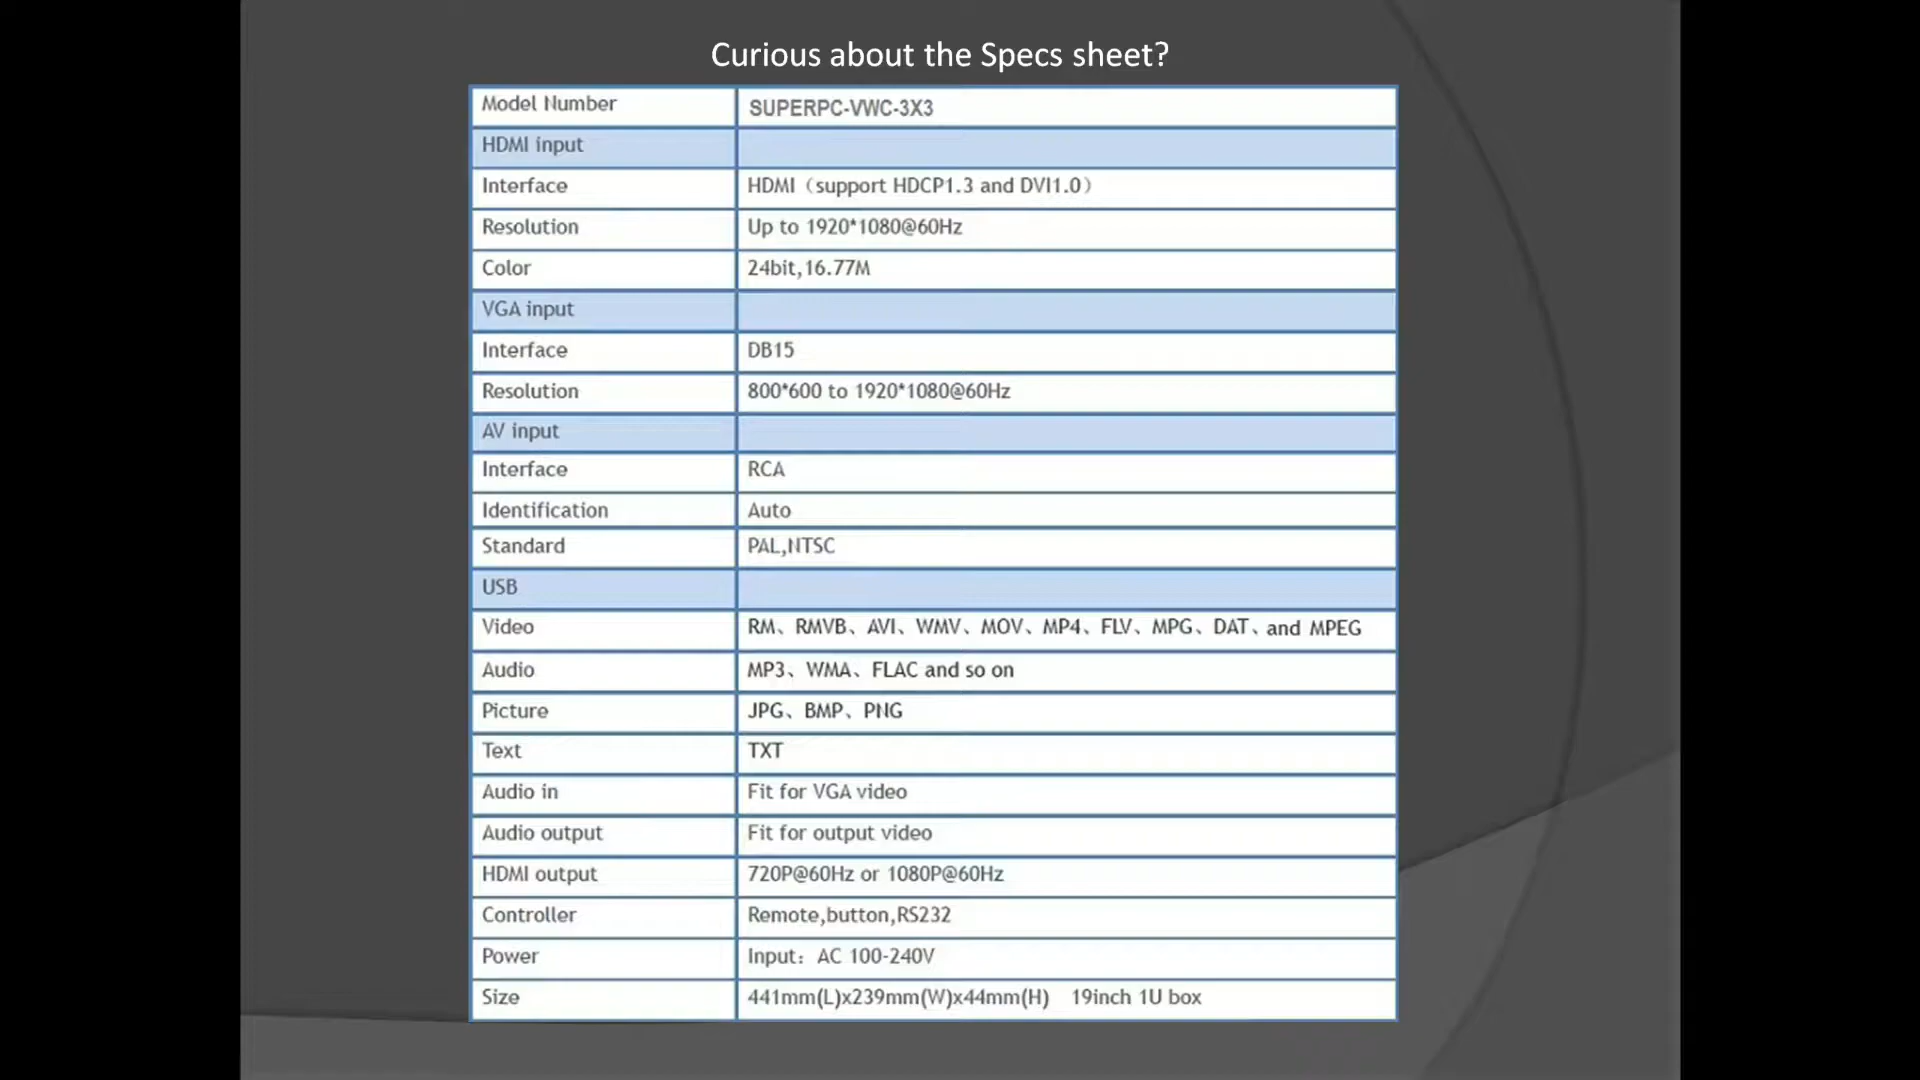 Curious about the Specs sheet?
Model Number SUPERPC-VWC-3X3
HDMI input
Interface HDMI（support HDCP1.3 and DVI1.0）
Resolution Up to 1920*1080@60Hz
Color 24bit,16.77M
VGA input
Interface DB15
Resolution 800*600 to 1920*1080@60Hz
AV input
Interface RCA
Identification Auto
Standard PAL,NTSC
USB
Video RM、RMVB、AVI、WMV、MOV、MP4、FLV、MPG、DAT、and MPEG
Audio MP3、WMA、FLAC and so on
Picture JPG、BMP、PNG
Text TXT
Audio in Fit for VGA video
Audio output Fit for output video
HDMI output 720P@60Hz or 1080P@60Hz
Controller Remote,button,RS232
Power Input：AC 100-240V
Size 441mm(L)x239mm(W)x44mm(H) 19inch 1U box